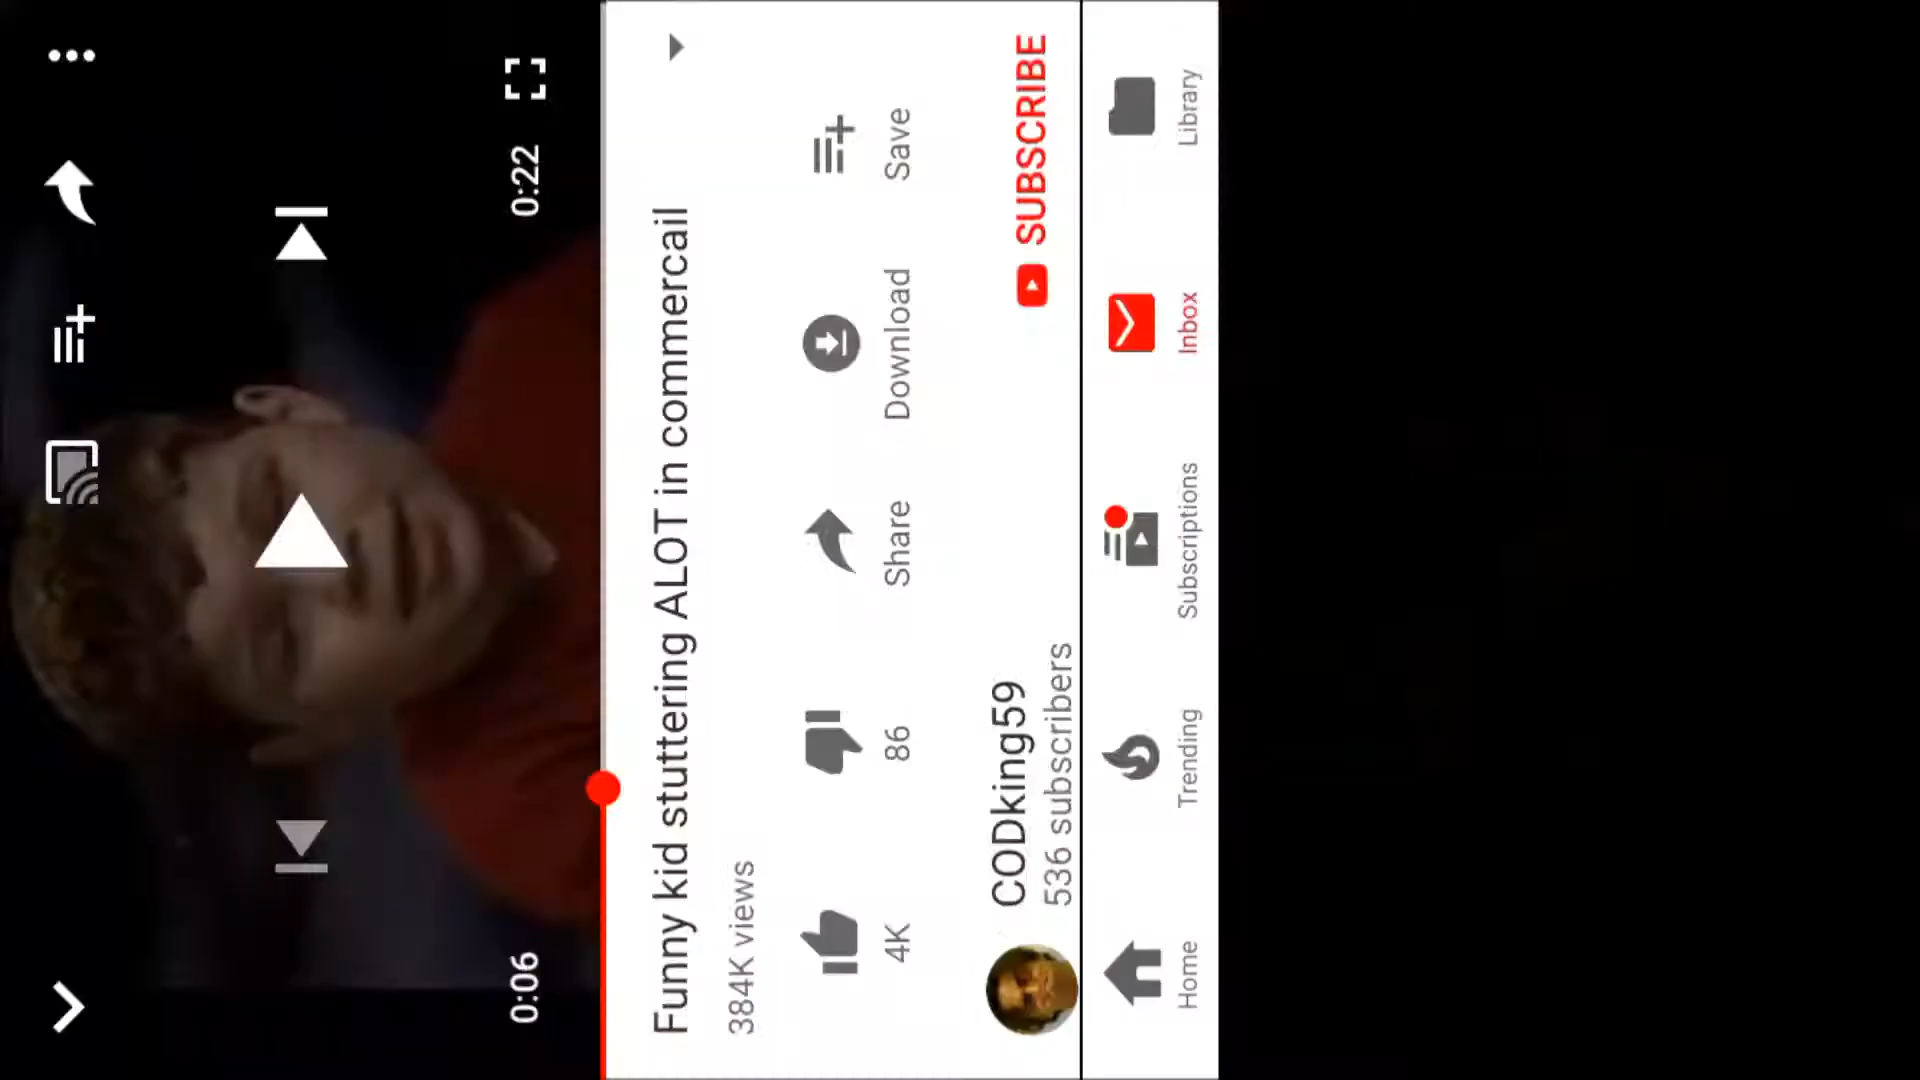 0:06
0:22
Funny kid stuttering ALOT in commercail
384K views
4K
86
Share
Download
Save
CODking59
536 subscribers
SUBSCRIBE
Home
Trending
Subscriptions
Inbox
Library